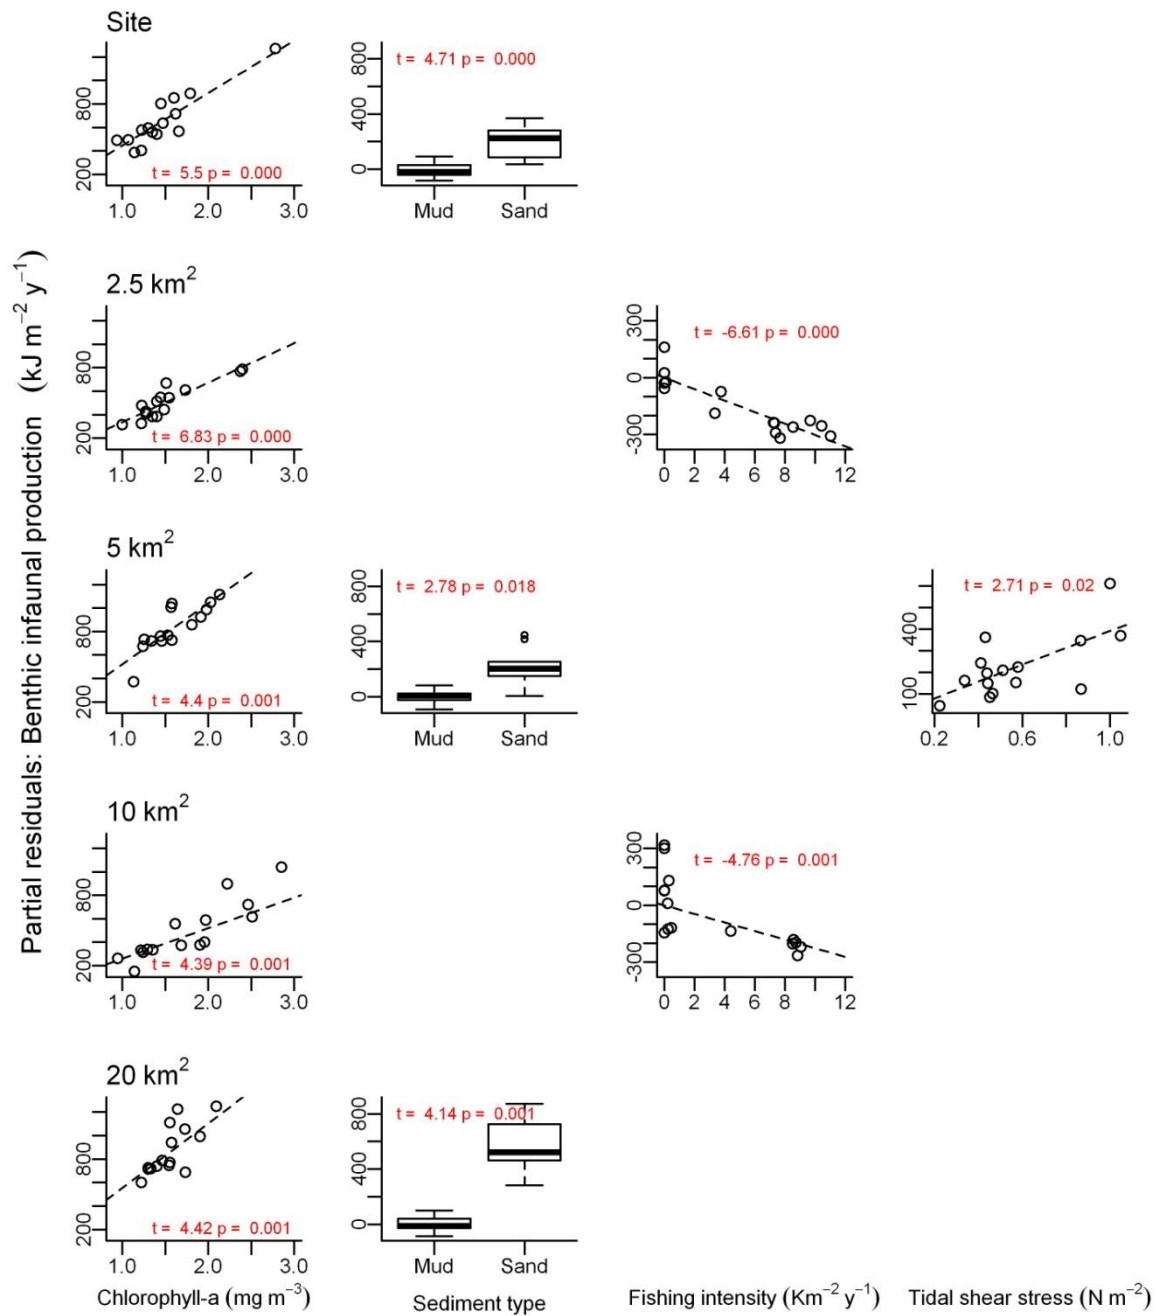 Site
800
200
t = 5.5 p = 0.000
1.0 2.0 3.0
800
400
0
t = 4.71 p = 0.000
Mud Sand
Partial residuals: Benthic infaunal production (kJ m−2 y−1)
2.5 km2
800
200
t = 6.83 p = 0.000
1.0 2.0 3.0
300
0
-300
t = -6.61 p = 0.000
0 2 4 6 8 12
5 km2
800
200
t = 4.4 p = 0.001
1.0 2.0 3.0
800
400
0
t = 2.78 p = 0.018
Mud Sand
400
100
t = 2.71 p = 0.02
0.2 0.6 1.0
10 km2
800
200
t = 4.39 p = 0.001
1.0 2.0 3.0
300
0
-300
t = -4.76 p = 0.001
0 2 4 6 8 12
20 km2
800
200
t = 4.42 p = 0.001
1.0 2.0 3.0
800
400
0
t = 4.14 p = 0.001
Mud Sand
Chlorophyll-a (mg m−3)
Sediment type
Fishing intensity (Km−2 y−1)
Tidal shear stress (N m−2)